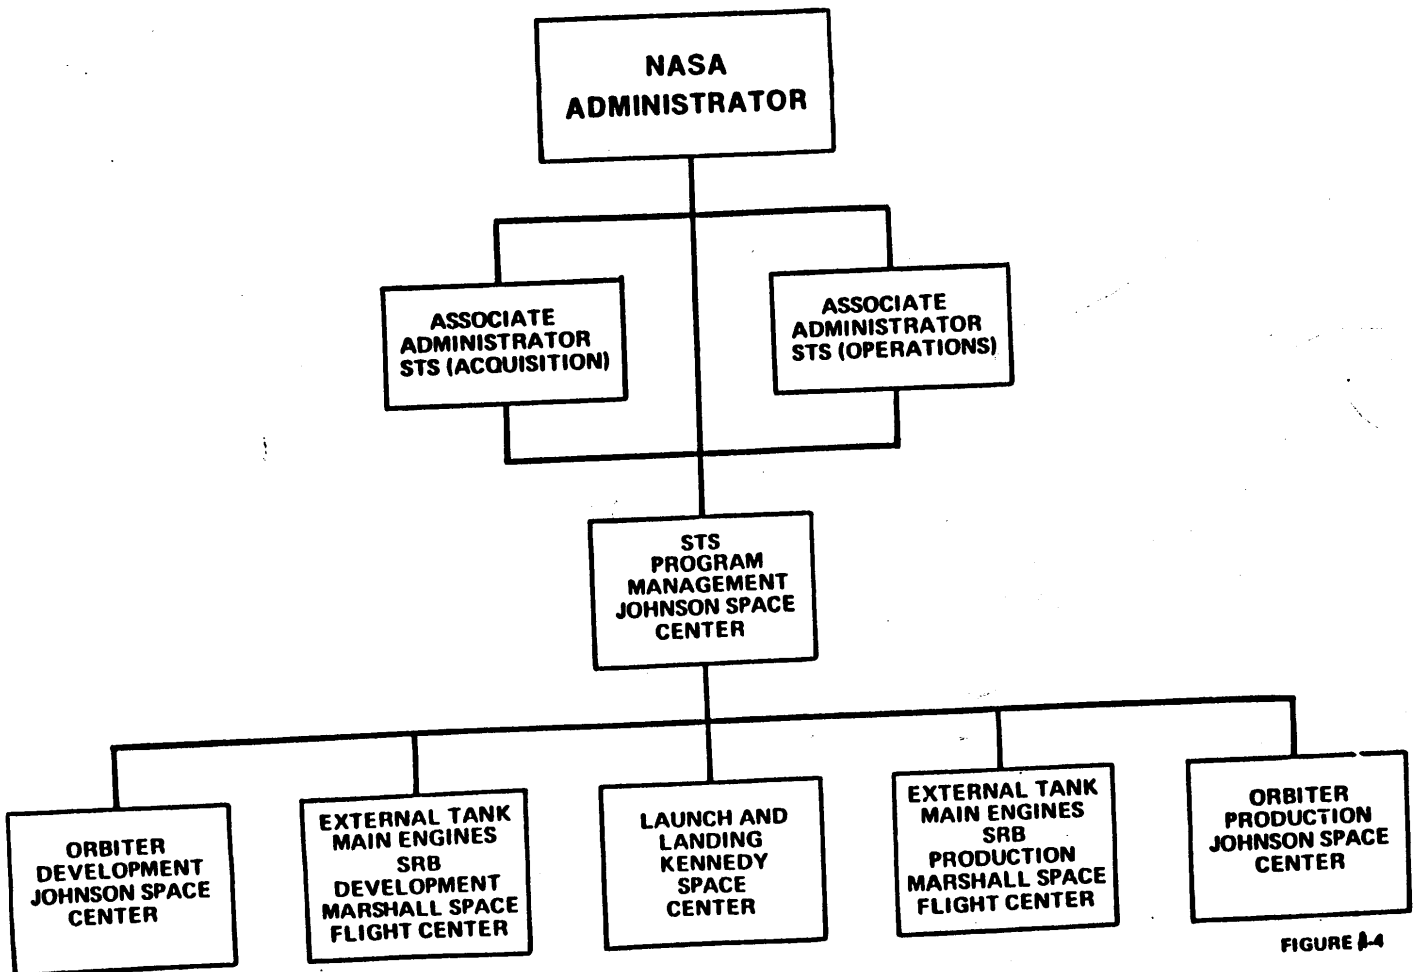 NASA
ADMINISTRATOR
ASSOCIATE
ADMINISTRATOR
STS (ACQUISITION)
ASSOCIATE
ADMINISTRATOR
STS (OPERATIONS)
STS
PROGRAM
MANAGEMENT
JOHNSON SPACE
CENTER
ORBITER
DEVELOPMENT
JOHNSON SPACE
CENTER
EXTERNAL TANK
MAIN ENGINES
SRB
DEVELOPMENT
MARSHALL SPACE
FLIGHT CENTER
LAUNCH AND
LANDING
KENNEDY
SPACE
CENTER
EXTERNAL TANK
MAIN ENGINES
SRB
PRODUCTION
MARSHALL SPACE
FLIGHT CENTER
ORBITER
PRODUCTION
JOHNSON SPACE
CENTER
FIGURE